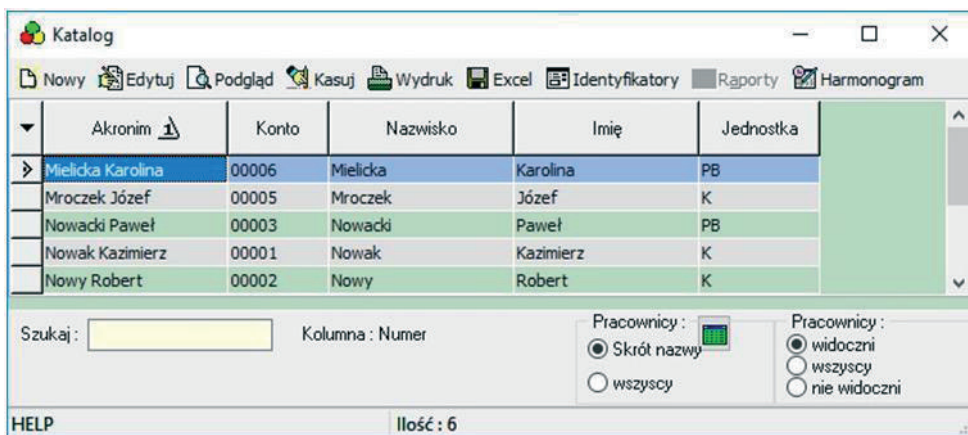 Katalog
Nowy Edytuj Podgląd Kasuj Wydruk Excel Identyfikatory Raporty Harmonogram
Akronim 1 Konto Nazwisko Imię Jednostka
Mielicka Karolina 00006 Mielicka Karolina PB
Mroczek Józef 00005 Mroczek Józef K
Nowacki Paweł 00003 Nowacki Paweł PB
Nowak Kazimierz 00001 Nowak Kazimierz K
Nowy Robert 00002 Nowy Robert K
Szukaj : Kolumna : Numer
Pracownicy :
Skrót nazwy
wszyscy
Pracownicy :
widoczni
wszyscy
nie widoczni
HELP Ilość : 6